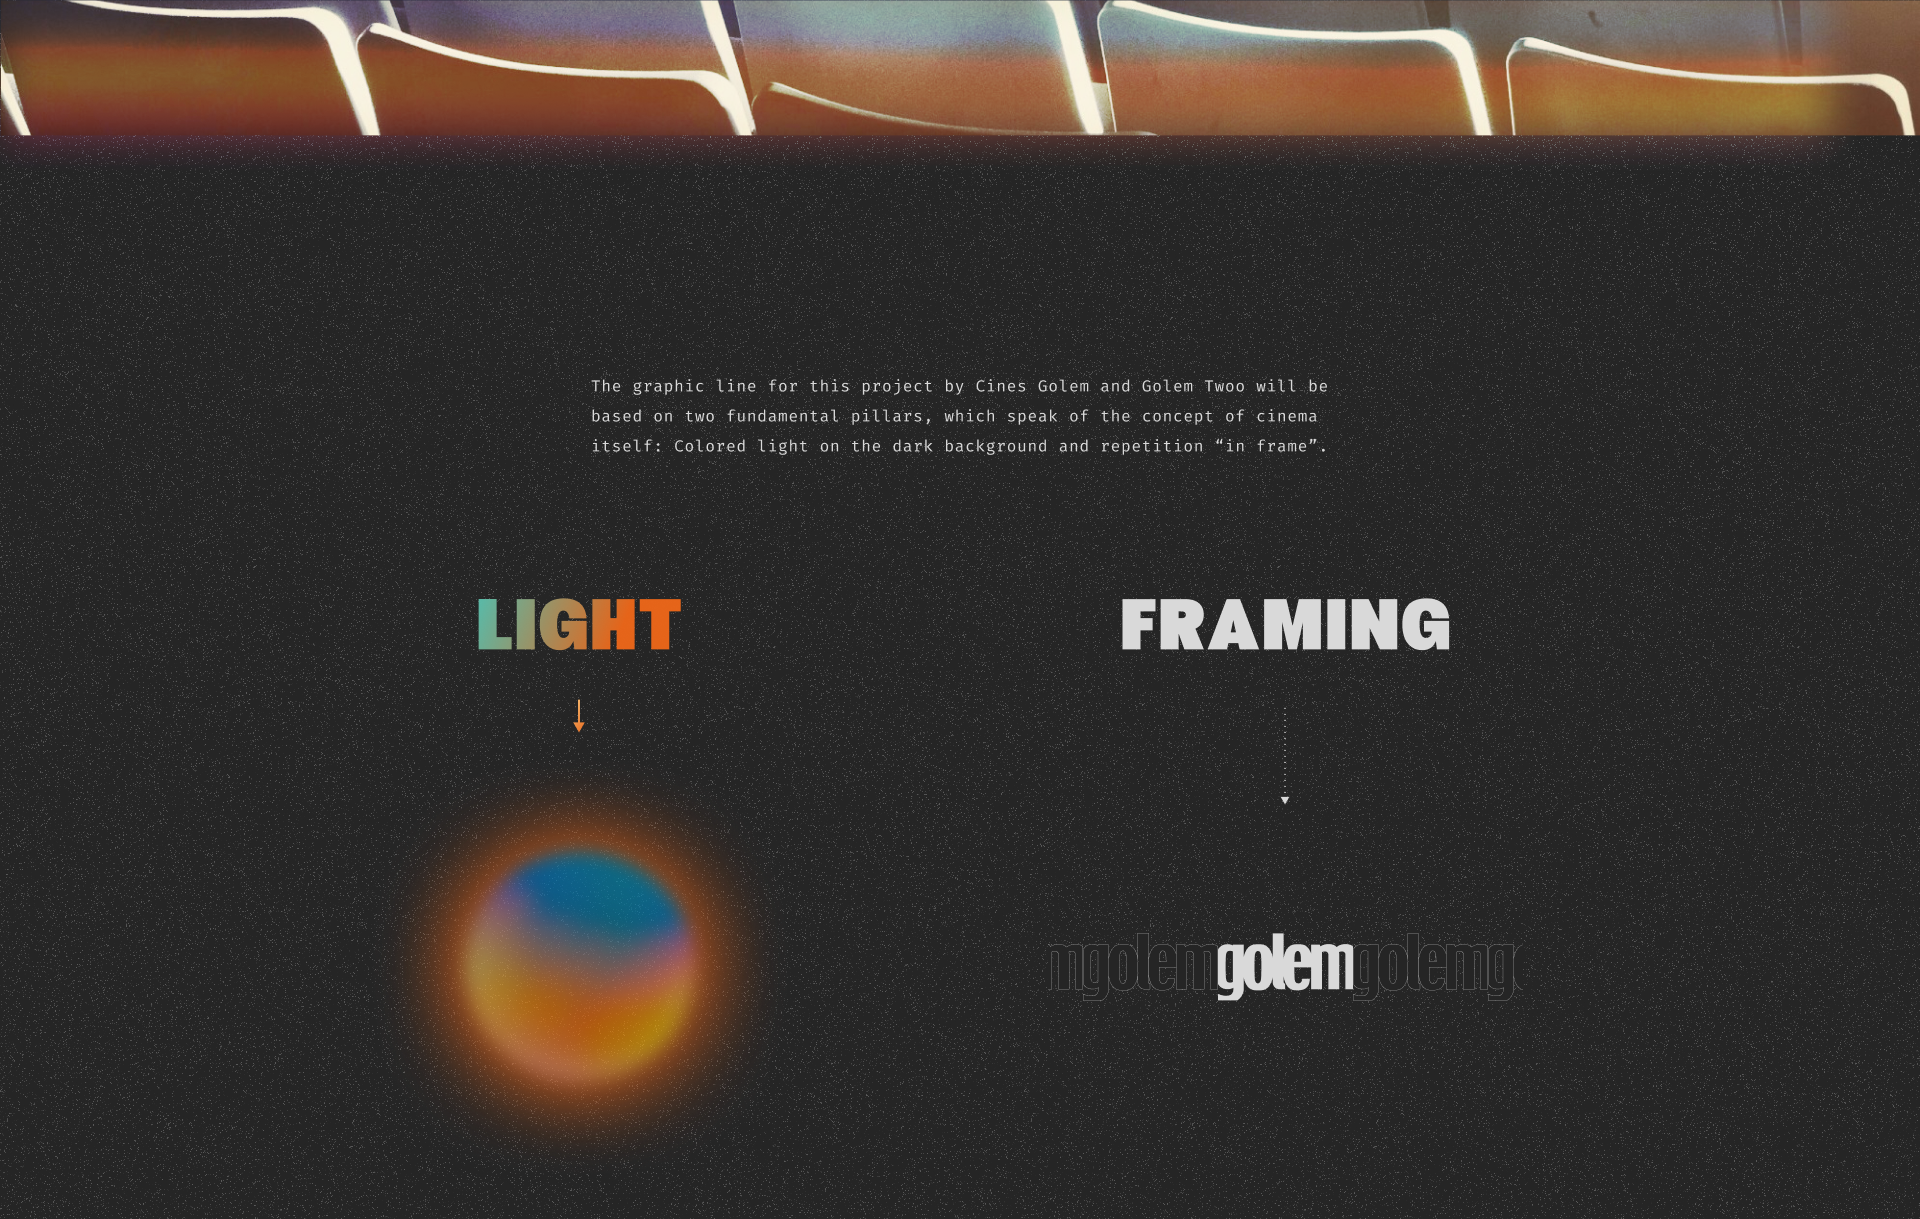 The graphic line for this project by Cines Golem and Golem Twoo will be
based on two fundamental pillars, which speak of the concept of cinema
itself: Colored light on the dark background and repetition “in frame”.
LIGHT
FRAMING
mgolemgolemgolemg